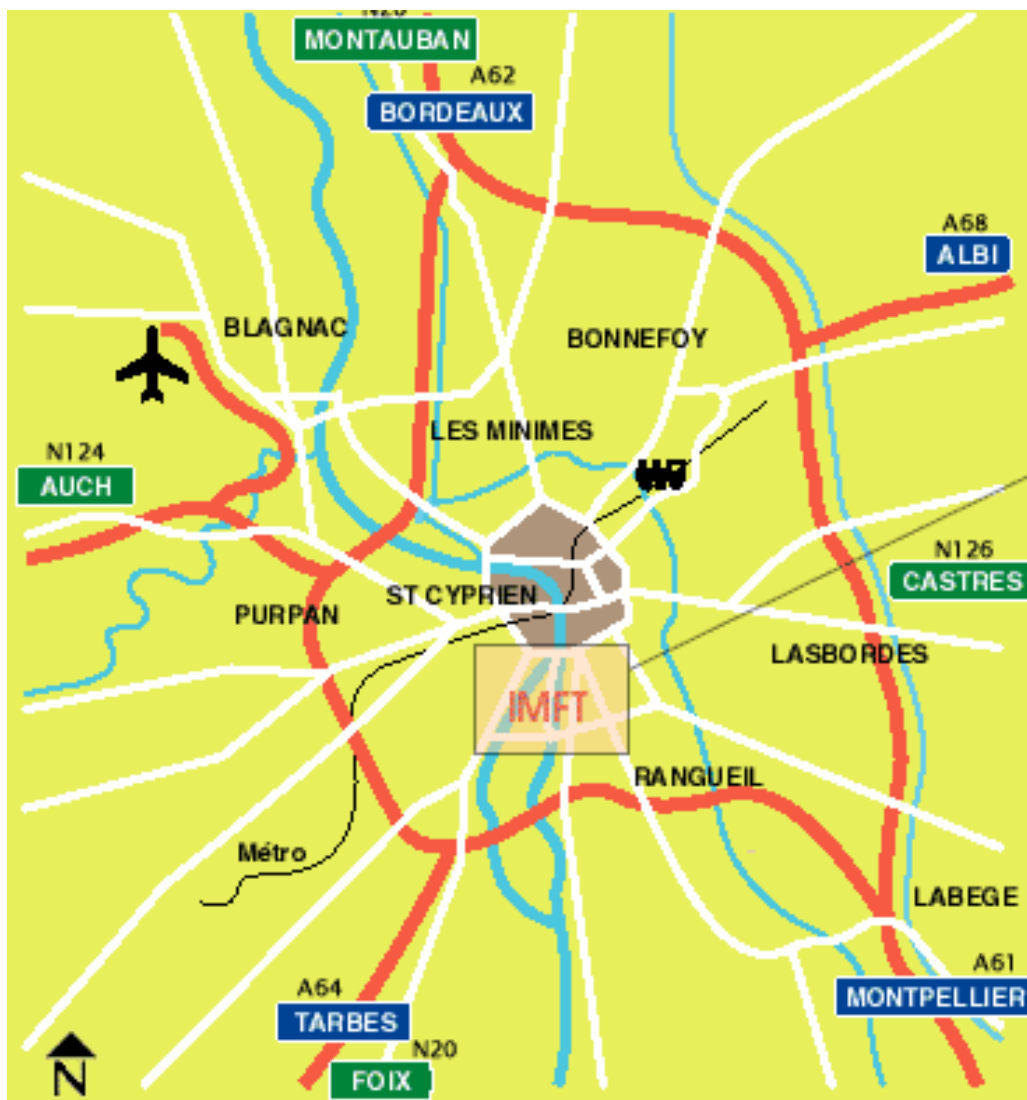 N20
MONTAUBAN
A62
BORDEAUX
A68
ALBI
BLAGNAC
BONNEFOY
LES MINIMES
N124
AUCH
N126
CASTRES
ST CYPRIEN
PURPAN
LASBORDES
IMFT
RANGUEIL
Métro
LABEGE
A61
MONTPELLIER
A64
TARBES
N20
FOIX
N